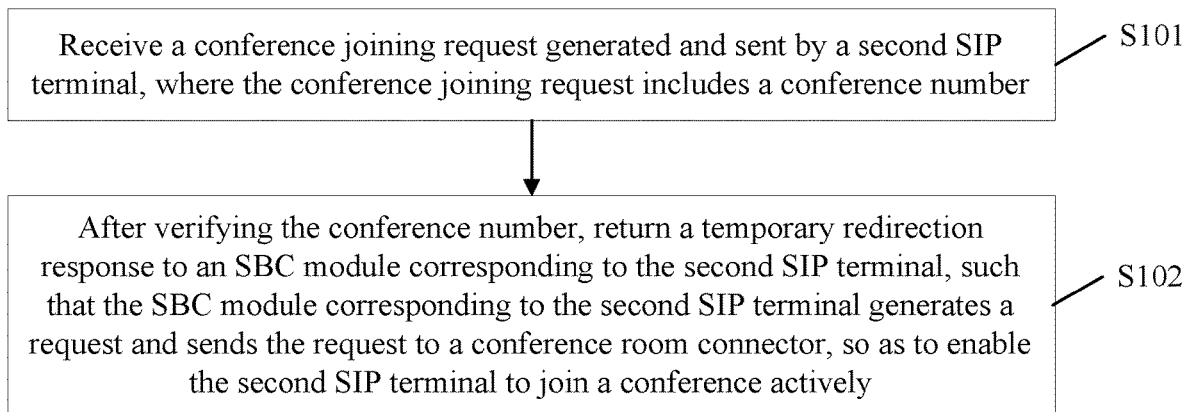 Receive a conference joining request generated and sent by a second SIP
terminal, where the conference joining request includes a conference number
S101
After verifying the conference number, return a temporary redirection
response to an SBC module corresponding to the second SIP terminal, such
that the SBC module corresponding to the second SIP terminal generates a
request and sends the request to a conference room connector, so as to enable
the second SIP terminal to join a conference actively
S102